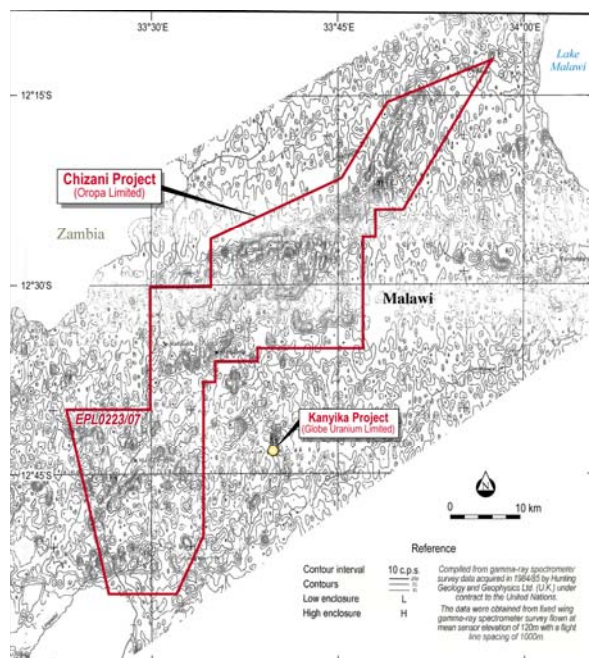 33°30'E
33°45'E
34°00'E
Lake
Malawi
12°15'S
Chizani Project
(Oropa Limited)
Zambia
12°30'S
Malawi
EPL0223/07
Kanyika Project
(Globe Uranium Limited)
12°45'S
N
0 10 km
Reference
Contour interval 10 c.p.s.
Contours
Low enclosure L
High enclosure H
Compiled from gamma-ray spectrometer
survey data acquired in 1984/85 by Hunting
Geology and Geophysics Ltd. (U.K.) under
contract to the United Nations.
The data were obtained from fixed wing
gamma-ray spectrometer survey flown at
mean sensor elevation of 120m with a flight
line spacing of 1000m